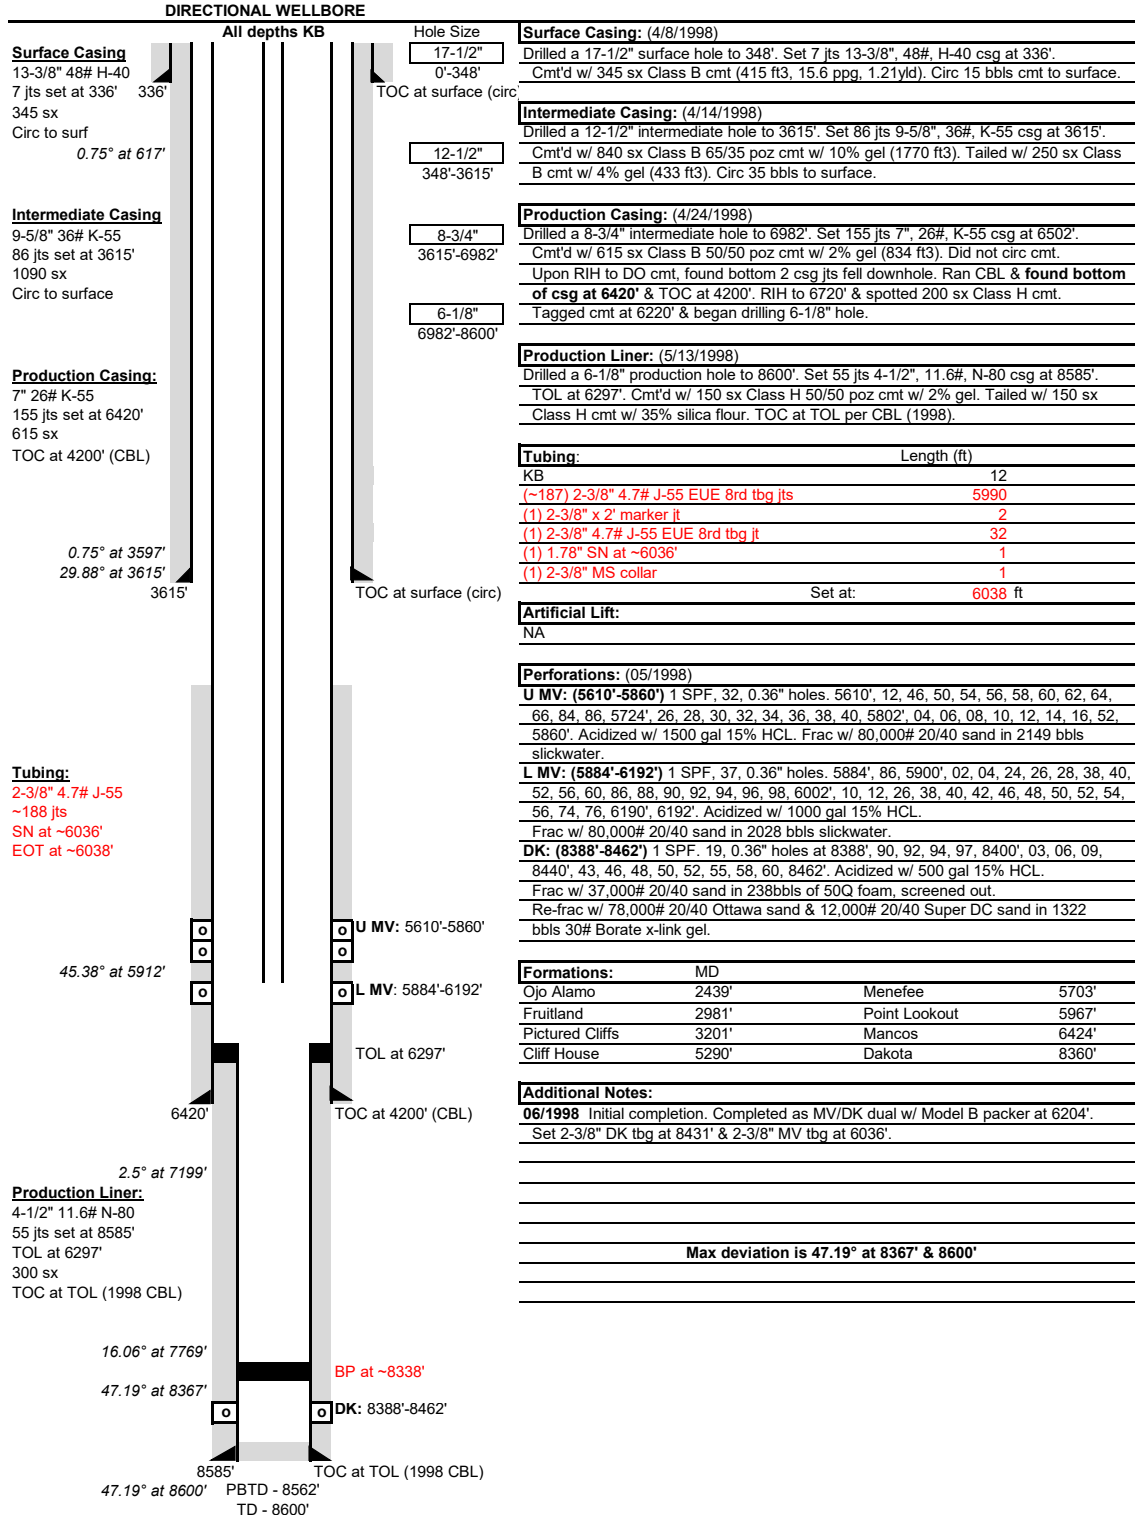 DIRECTIONAL WELLBORE
All depths KB
Hole Size
Surface Casing
13-3/8" 48# H-40
7 jts set at 336'
336'
345 sx
Circ to surf
0.75° at 617'
17-1/2"
0'-348'
TOC at surface (circ
12-1/2"
348'-3615'
Intermediate Casing
9-5/8" 36# K-55
86 jts set at 3615'
1090 sx
Circ to surface
8-3/4"
3615'-6982'
6-1/8"
6982'-8600'
Production Casing:
7" 26# K-55
155 jts set at 6420'
615 sx
TOC at 4200' (CBL)
0.75° at 3597'
29.88° at 3615'
3615'
TOC at surface (circ)
Tubing:
2-3/8" 4.7# J-55
~188 jts
SN at ~6036'
EOT at ~6038'
o
o
U MV: 5610'-5860'
o
o
45.38° at 5912'
o
o
L MV: 5884'-6192'
TOL at 6297'
6420'
TOC at 4200' (CBL)
2.5° at 7199'
Production Liner:
4-1/2" 11.6# N-80
55 jts set at 8585'
TOL at 6297'
300 sx
TOC at TOL (1998 CBL)
16.06° at 7769'
BP at ~8338'
47.19° at 8367'
o
o
DK: 8388'-8462'
8585'
TOC at TOL (1998 CBL)
47.19° at 8600'
PBTD - 8562'
TD - 8600'
Surface Casing: (4/8/1998)
Drilled a 17-1/2" surface hole to 348'. Set 7 jts 13-3/8", 48#, H-40 csg at 336'.
Cmt'd w/ 345 sx Class B cmt (415 ft3, 15.6 ppg, 1.21yld). Circ 15 bbls cmt to surface.
Intermediate Casing: (4/14/1998)
Drilled a 12-1/2" intermediate hole to 3615'. Set 86 jts 9-5/8", 36#, K-55 csg at 3615'.
Cmt'd w/ 840 sx Class B 65/35 poz cmt w/ 10% gel (1770 ft3). Tailed w/ 250 sx Class
B cmt w/ 4% gel (433 ft3). Circ 35 bbls to surface.
Production Casing: (4/24/1998)
Drilled a 8-3/4" intermediate hole to 6982'. Set 155 jts 7", 26#, K-55 csg at 6502'.
Cmt'd w/ 615 sx Class B 50/50 poz cmt w/ 2% gel (834 ft3). Did not circ cmt.
Upon RIH to DO cmt, found bottom 2 csg jts fell downhole. Ran CBL & found bottom
of csg at 6420' & TOC at 4200'. RIH to 6720' & spotted 200 sx Class H cmt.
Tagged cmt at 6220' & began drilling 6-1/8" hole.
Production Liner: (5/13/1998)
Drilled a 6-1/8" production hole to 8600'. Set 55 jts 4-1/2", 11.6#, N-80 csg at 8585'.
TOL at 6297'. Cmt'd w/ 150 sx Class H 50/50 poz cmt w/ 2% gel. Tailed w/ 150 sx
Class H cmt w/ 35% silica flour. TOC at TOL per CBL (1998).
Tubing: Length (ft)
KB 12
(~187) 2-3/8" 4.7# J-55 EUE 8rd tbg jts 5990
(1) 2-3/8" x 2' marker jt 2
(1) 2-3/8" 4.7# J-55 EUE 8rd tbg jt 32
(1) 1.78" SN at ~6036' 1
(1) 2-3/8" MS collar 1
Set at: 6038 ft
Artificial Lift:
NA
Perforations: (05/1998)
U MV: (5610'-5860') 1 SPF, 32, 0.36" holes. 5610', 12, 46, 50, 54, 56, 58, 60, 62, 64,
66, 84, 86, 5724', 26, 28, 30, 32, 34, 36, 38, 40, 5802', 04, 06, 08, 10, 12, 14, 16, 52,
5860'. Acidized w/ 1500 gal 15% HCL. Frac w/ 80,000# 20/40 sand in 2149 bbls
slickwater.
L MV: (5884'-6192') 1 SPF, 37, 0.36" holes. 5884', 86, 5900', 02, 04, 24, 26, 28, 38, 40,
52, 56, 60, 86, 88, 90, 92, 94, 96, 98, 6002', 10, 12, 26, 38, 40, 42, 46, 48, 50, 52, 54,
56, 74, 76, 6190', 6192'. Acidized w/ 1000 gal 15% HCL.
Frac w/ 80,000# 20/40 sand in 2028 bbls slickwater.
DK: (8388'-8462') 1 SPF. 19, 0.36" holes at 8388', 90, 92, 94, 97, 8400', 03, 06, 09,
8440', 43, 46, 48, 50, 52, 55, 58, 60, 8462'. Acidized w/ 500 gal 15% HCL.
Frac w/ 37,000# 20/40 sand in 238bbls of 50Q foam, screened out.
Re-frac w/ 78,000# 20/40 Ottawa sand & 12,000# 20/40 Super DC sand in 1322
bbls 30# Borate x-link gel.
Formations: MD
Ojo Alamo 2439' Menefee 5703'
Fruitland 2981' Point Lookout 5967'
Pictured Cliffs 3201' Mancos 6424'
Cliff House 5290' Dakota 8360'
Additional Notes:
06/1998 Initial completion. Completed as MV/DK dual w/ Model B packer at 6204'.
Set 2-3/8" DK tbg at 8431' & 2-3/8" MV tbg at 6036'.
Max deviation is 47.19° at 8367' & 8600'